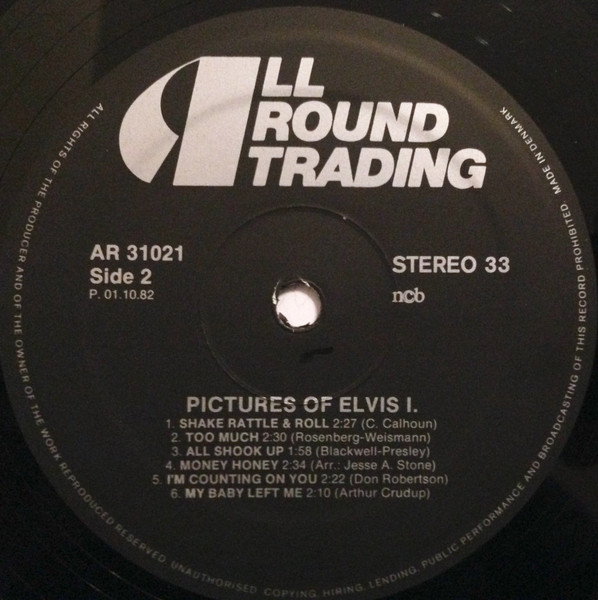 ALL
ROUND
TRADING
AR 31021
Side 2
P. 01.10.82
STEREO 33
ncb
PICTURES OF ELVIS I.
1. SHAKE RATTLE & ROLL 2:27 (C. Calhoun)
2. TOO MUCH 2:30 (Rosenberg-Weismann)
3. ALL SHOOK UP 1:58 (Blackwell-Presley)
4. MONEY HONEY 2:34 (Arr.: Jesse A. Stone)
5. I'M COUNTING ON YOU 2:22 (Don Robertson)
6. MY BABY LEFT ME 2:10 (Arthur Crudup)
ALL RIGHTS OF THE PRODUCER AND OF THE OWNER OF THE WORK REPRODUCED RESERVED. UNAUTHORISED COPYING, HIRING, LENDING, PUBLIC PERFORMANCE AND BROADCASTING OF THIS RECORD PROHIBITED. MADE IN DENMARK